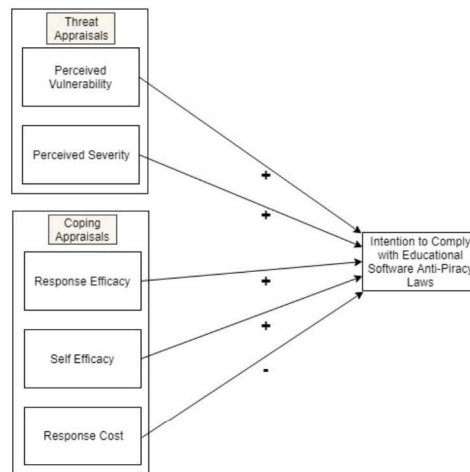 Threat
Appraisals
Perceived
Vulnerability
Perceived Severity
+
+
Coping
Appraisals
Intention to Comply
with Educational
Software Anti-Piracy
Laws
Response Efficacy
+
+
Self Efficacy
-
Response Cost